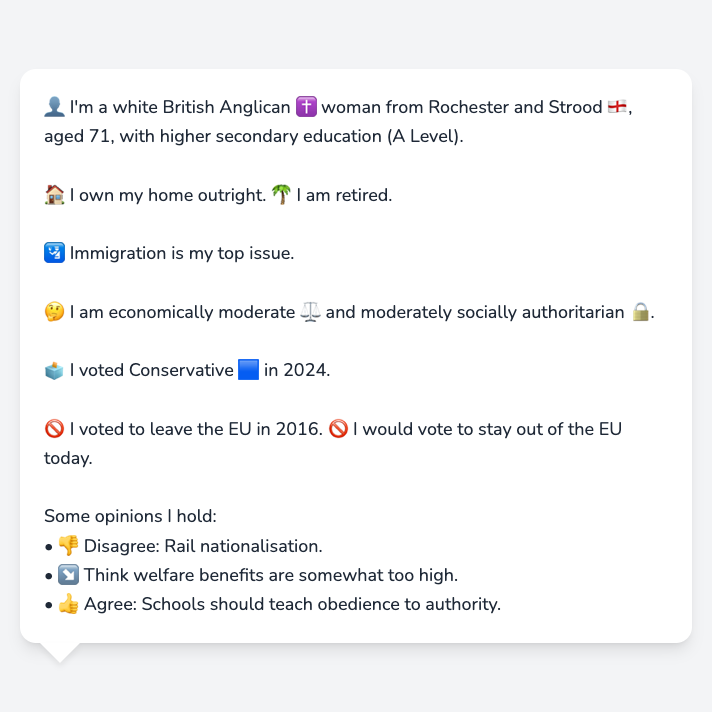 👤 I'm a white British Anglican ✝️ woman from Rochester and Strood 🏴󠁧󠁢󠁥󠁮󠁧󠁿,
aged 71, with higher secondary education (A Level).
🏠 I own my home outright. 🌴 I am retired.
🛂 Immigration is my top issue.
🤔 I am economically moderate ⚖️ and moderately socially authoritarian 🔒.
🗳️ I voted Conservative 🟦 in 2024.
🚫 I voted to leave the EU in 2016. 🚫 I would vote to stay out of the EU
today.
Some opinions I hold:
• 👎 Disagree: Rail nationalisation.
• ↘️ Think welfare benefits are somewhat too high.
• 👍 Agree: Schools should teach obedience to authority.